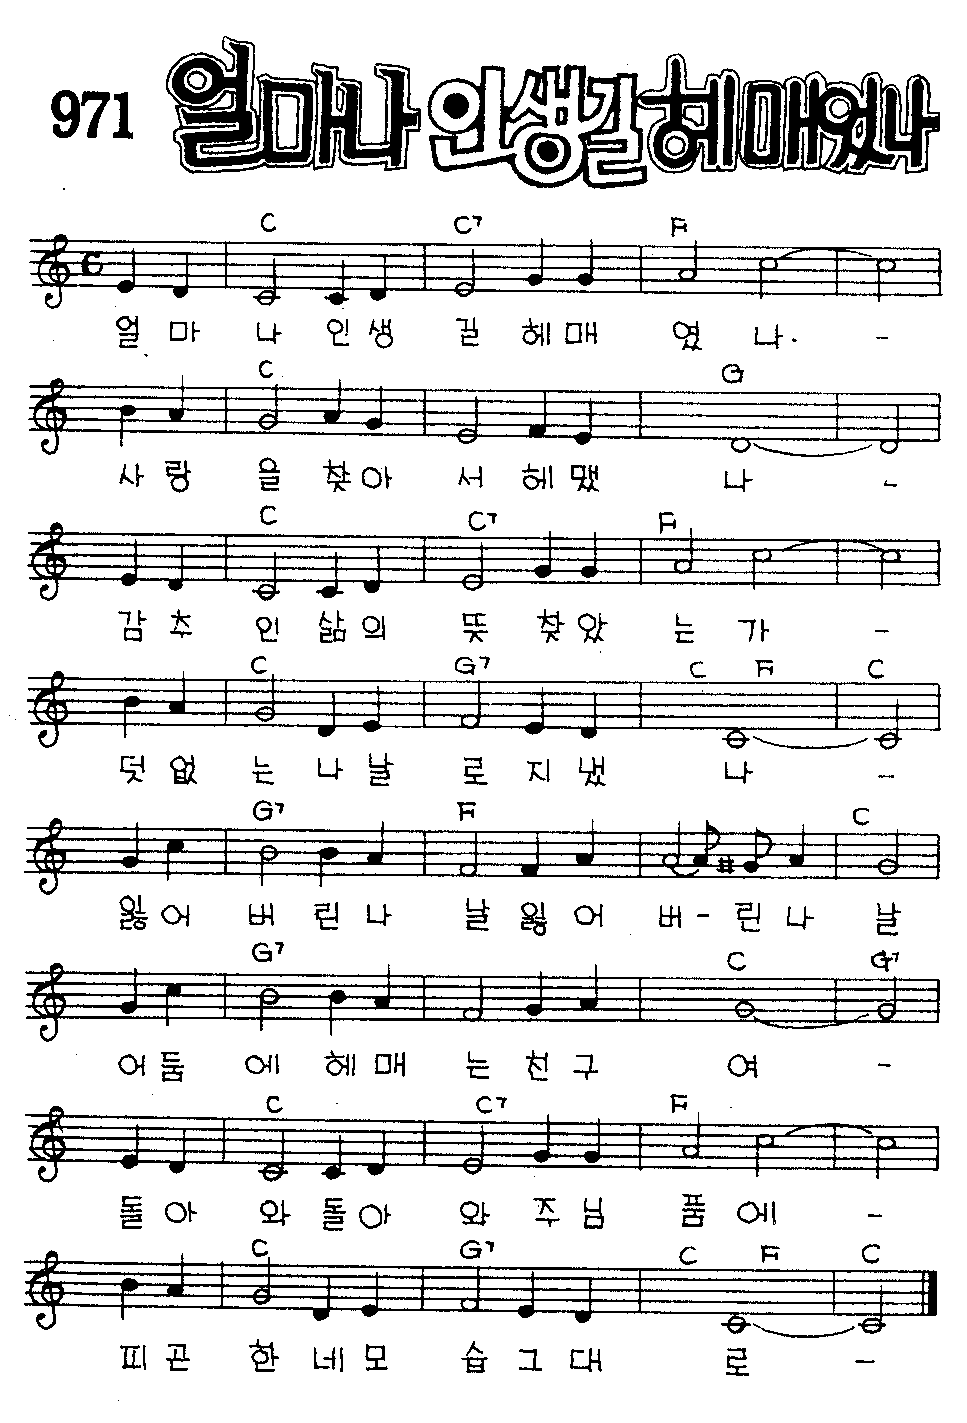 971 얼마나 인생길 헤매였나
C C7 F
얼 마 나 인 생 길 헤 매 였 나. -
C G
사 랑 을 찾 아 서 헤 맸 나 -
C C7 F
감 추 인 삶 의 뜻 찾 았 는 가 -
C G7 C F C
덧 없 는 나 날 로 지 냈 나 -
G7 F C
잃 어 버 린 나 날 잃 어 버 - 린 나 날
G7 C G7
어 둠 에 헤 매 는 친 구 여 -
C C7 F
돌 아 와 돌 아 와 주 님 품 에 -
C G7 C F C
피 곤 한 네 모 습 그 대 로 -